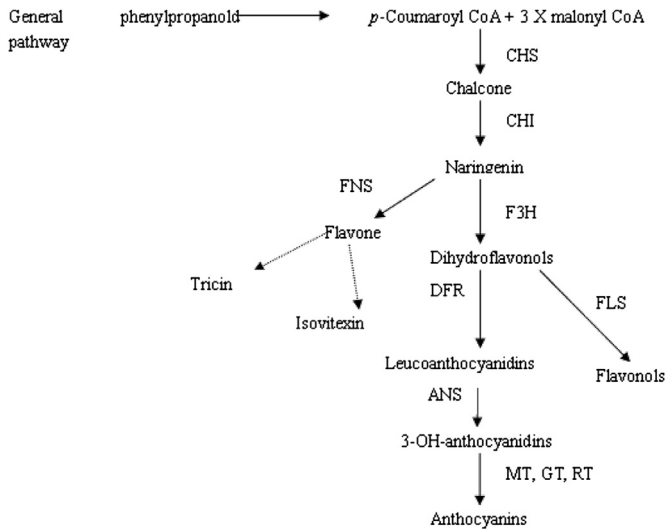 General phenylpropanold p-Coumaroyl CoA + 3 X malonyl CoA
pathway
CHS
Chalcone
CHI
Naringenin
FNS
F3H
Flavone
Dihydroflavonols
Tricin
DFR
FLS
Isovitexin
Leucoanthocyanidins
Flavonols
ANS
3-OH-anthocyanidins
MT, GT, RT
Anthocyanins